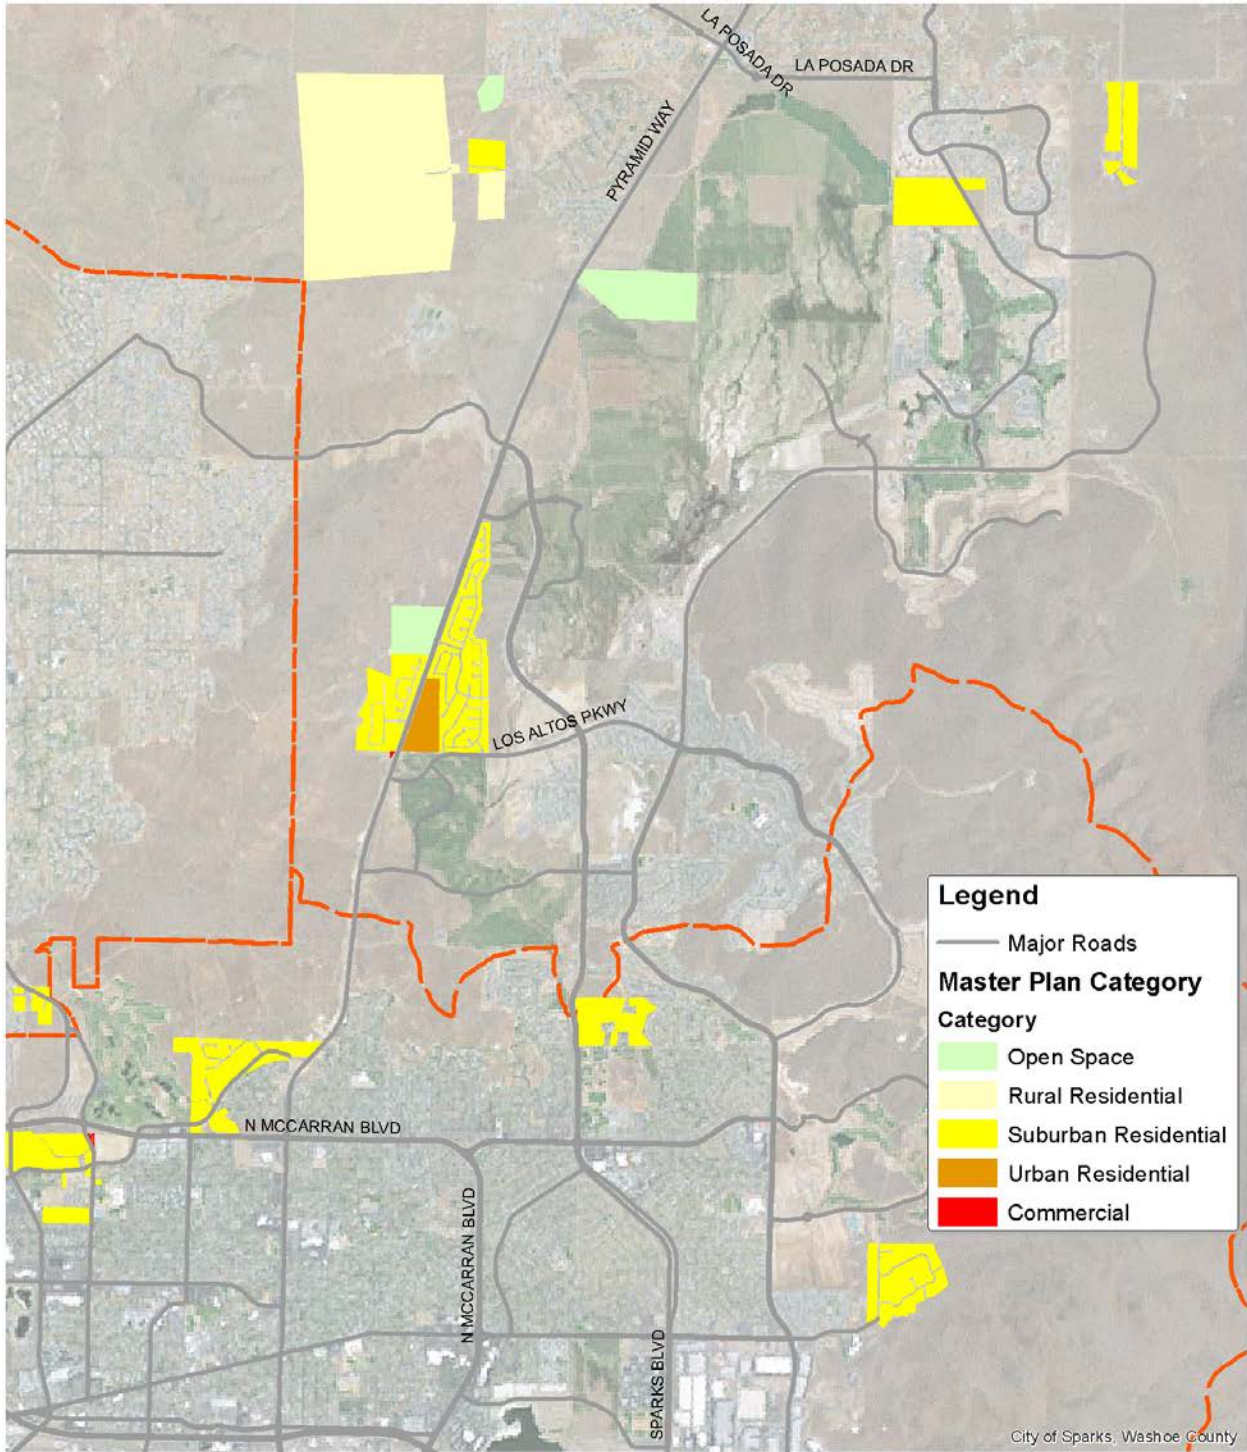 LA POSADA DR
LA POSADA DR
PYRAMID WAY
LOS ALTOS PKWY
N MCCARRAN BLVD
N MCCARRAN BLVD
SPARKS BLVD
Legend
Major Roads
Master Plan Category
Category
Open Space
Rural Residential
Suburban Residential
Urban Residential
Commercial
City of Sparks, Washoe County